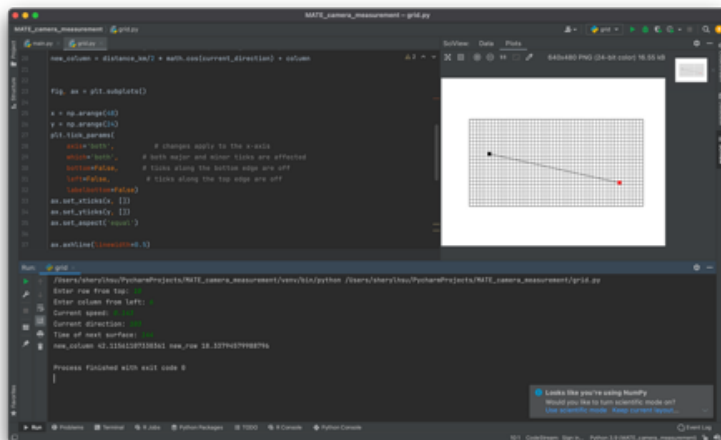 MATE_camera_measurement – grid.py
MATE_camera_measurement
grid.py
grid
main.py
grid.py
SciView:
Data
Plots
640x480 PNG (24-bit color) 16.55 kB
Project
Structure
new_column = distance_km/2 * math.cos(current_direction) + column
fig, ax = plt.subplots()
x = np.arange(48)
y = np.arange(24)
plt.tick_params(
axis='both', # changes apply to the x-axis
which='both', # both major and minor ticks are affected
bottom=False, # ticks along the bottom edge are off
left=False, # ticks along the top edge are off
labelbottom=False)
ax.set_xticks(x, [])
ax.set_yticks(y, [])
ax.set_aspect('equal')
ax.axhline(linewidth=0.5)
Run:
grid
/Users/sherylhsu/PycharmProjects/MATE_camera_measurement/venv/bin/python /Users/sherylhsu/PycharmProjects/MATE_camera_measurement/grid.py
Enter row from top:
Enter column from left:
Current speed:
Current direction:
Time of next surface:
Process finished with exit code 0
Favorites
Looks like you're using NumPy
Would you like to turn scientific mode on?
Use scientific mode Keep current layout...
Run
Problems
Terminal
R Jobs
Python Packages
TODO
R Console
Python Console
Event Log